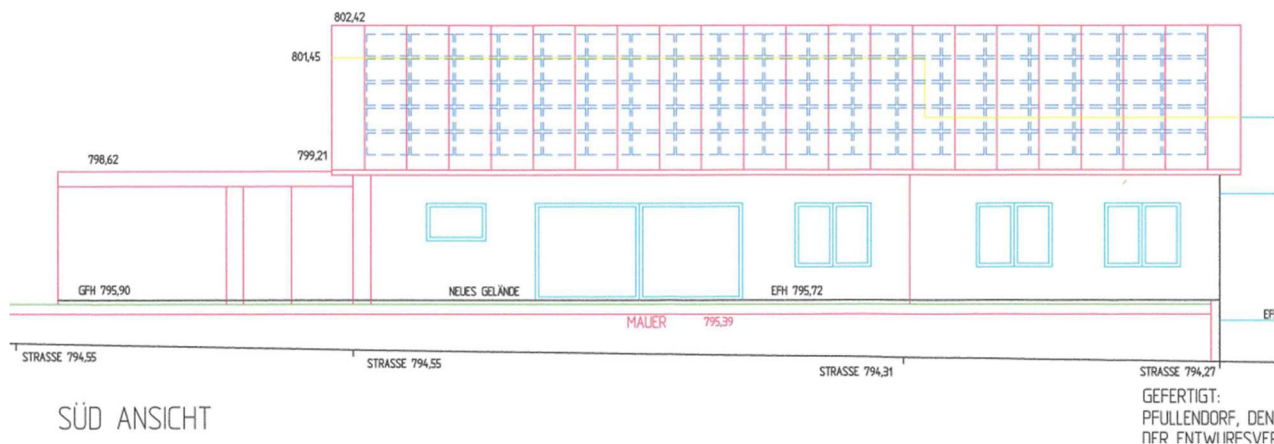 802,42
801,45
798,62
799,21
GFH 795,90
NEUES GELÄNDE
EFH 795,72
MAUER 795,39
STRASSE 794,55
STRASSE 794,55
STRASSE 794,31
STRASSE 794,27
SÜD ANSICHT
GEFERTIGT:
PFULLENDORF, DEN
DER